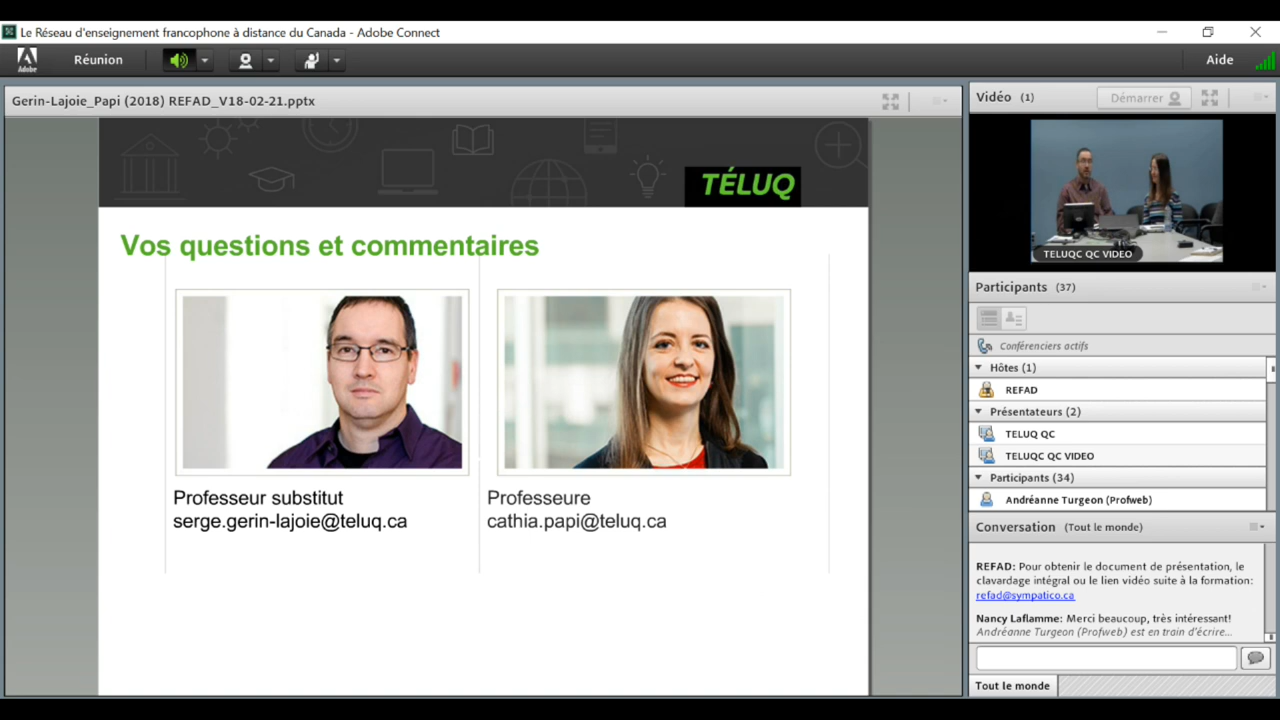 Le Réseau d'enseignement francophone à distance du Canada - Adobe Connect
Adobe
Réunion
Aide
Gerin-Lajoie_Papi (2018) REFAD_V18-02-21.pptx
TÉLUQ
Vos questions et commentaires
Professeur substitut
serge.gerin-lajoie@teluq.ca
Professeure
cathia.papi@teluq.ca
Vidéo (1)
Démarrer
TELUQC QC VIDEO
Participants (37)
Conférenciers actifs
Hôtes (1)
REFAD
Présentateurs (2)
TELUQ QC
TELUQC QC VIDEO
Participants (34)
Andréanne Turgeon (Profweb)
Conversation (Tout le monde)
REFAD: Pour obtenir le document de présentation, le
clavardage intégral ou le lien vidéo suite à la formation:
refad@sympatico.ca
Nancy Laflamme: Merci beaucoup, très intéressant!
Andréanne Turgeon (Profweb) est en train d'écrire...
Tout le monde